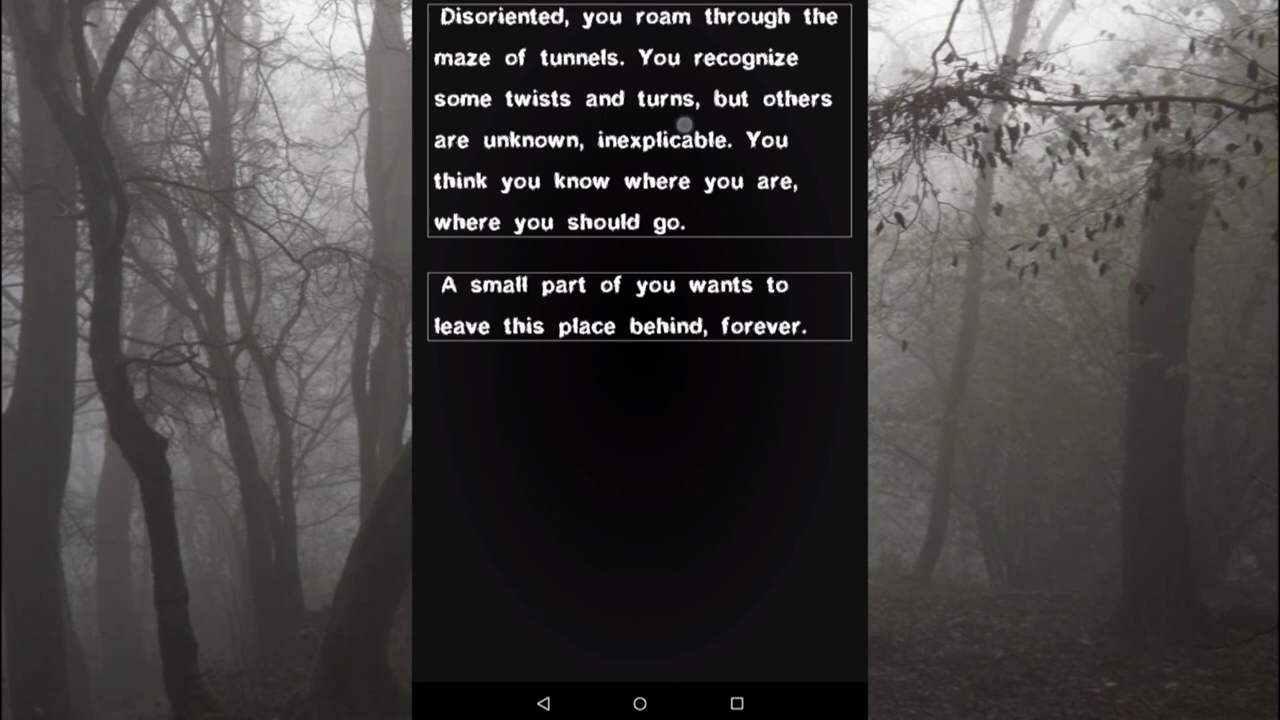 Disoriented, you roam through the
maze of tunnels. You recognize
some twists and turns, but others
are unknown, inexplicable. You
think you know where you are,
where you should go.
A small part of you wants to
leave this place behind, forever.